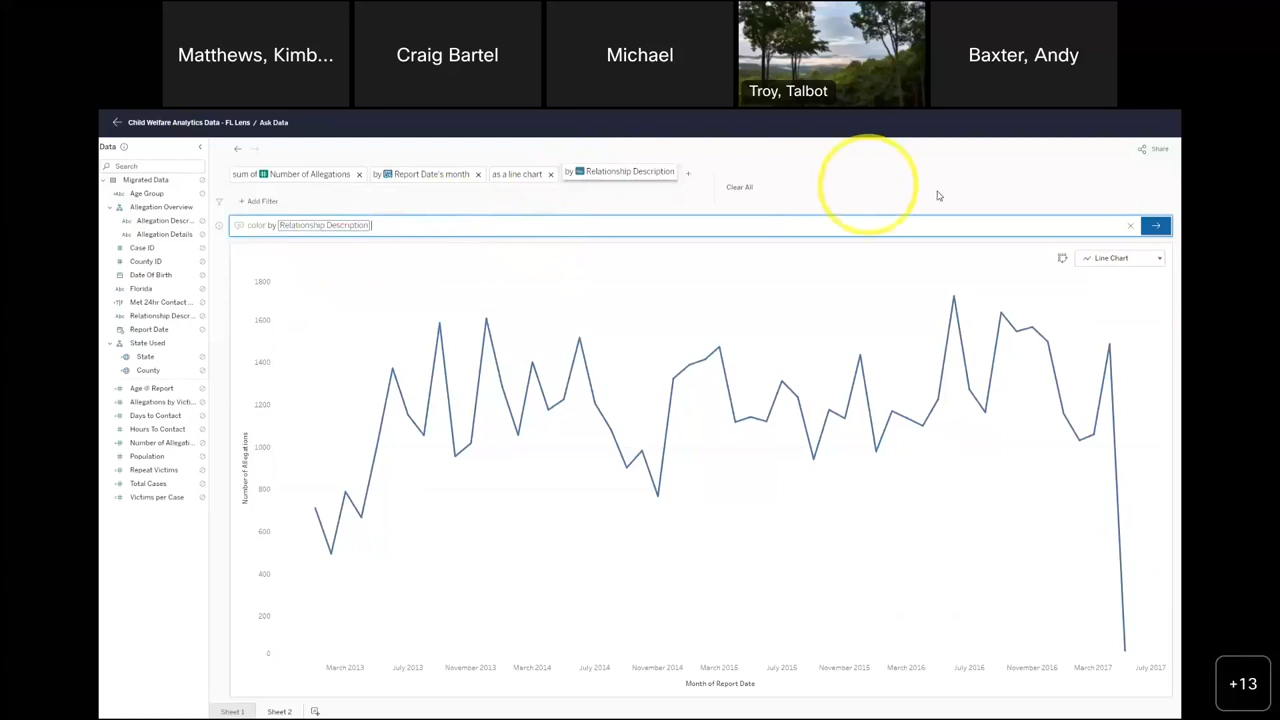 Matthews, Kimb...
Craig Bartel
Michael
Troy, Talbot
Baxter, Andy
Child Welfare Analytics Data - FL Lens / Ask Data
Data
Search
Migrated Data
Abc Age Group
Allegation Overview
Abc Allegation Descr...
Abc Allegation Details
Case ID
County ID
Date Of Birth
Abc Florida
Met 24hr Contact ...
Abc Relationship Descr...
Report Date
State Used
State
County
Age @ Report
Allegations by Victi...
Days to Contact
Hours To Contact
Number of Allegati...
Population
Repeat Victims
Total Cases
Victims per Case
Share
sum of Number of Allegations
by Report Date's month
as a line chart
by Relationship Description
+
Clear All
+ Add Filter
color by Relationship Description
Line Chart
1800
1600
1400
1200
1000
800
600
400
200
0
Number of Allegations
March 2013
July 2013
November 2013
March 2014
July 2014
November 2014
March 2015
July 2015
November 2015
March 2016
July 2016
November 2016
March 2017
July 2017
Month of Report Date
Sheet 1
Sheet 2
+13